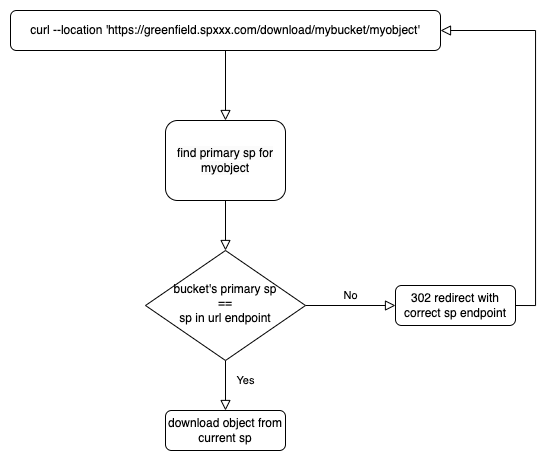 curl --location 'https://greenfield.spxxx.com/download/mybucket/myobject'
find primary sp for
myobject
bucket's primary sp
==
sp in url endpoint
No
302 redirect with
correct sp endpoint
Yes
download object from
current sp